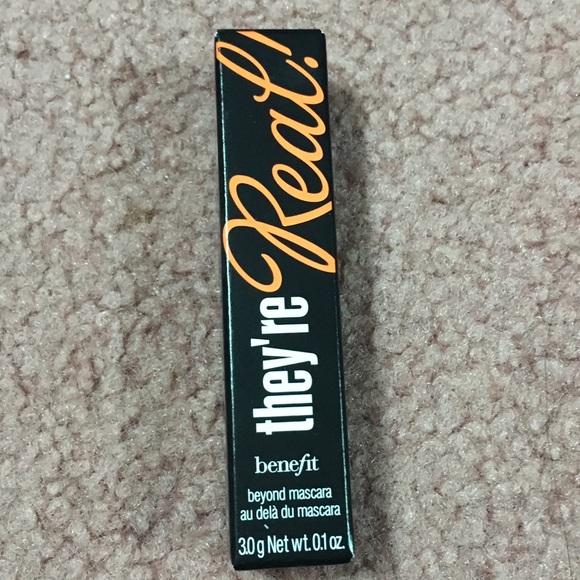 they're Real!
benefit
beyond mascara
au delà du mascara
3.0 g Net wt. 0.1 oz.